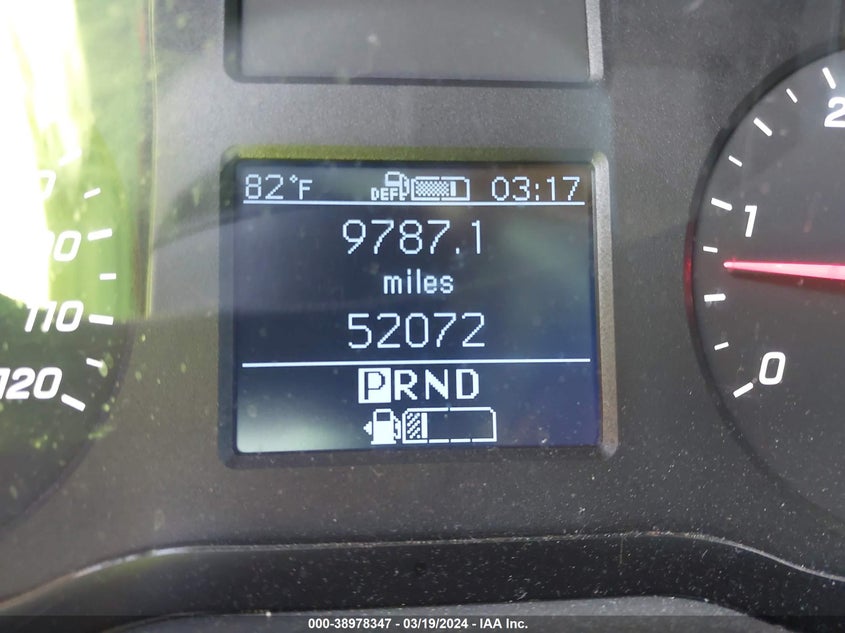 82°F DEF 03:17
9787.1
miles
52072
PRND
110
120
2
1
0
000-38978347 - 03/19/2024 - IAA Inc.